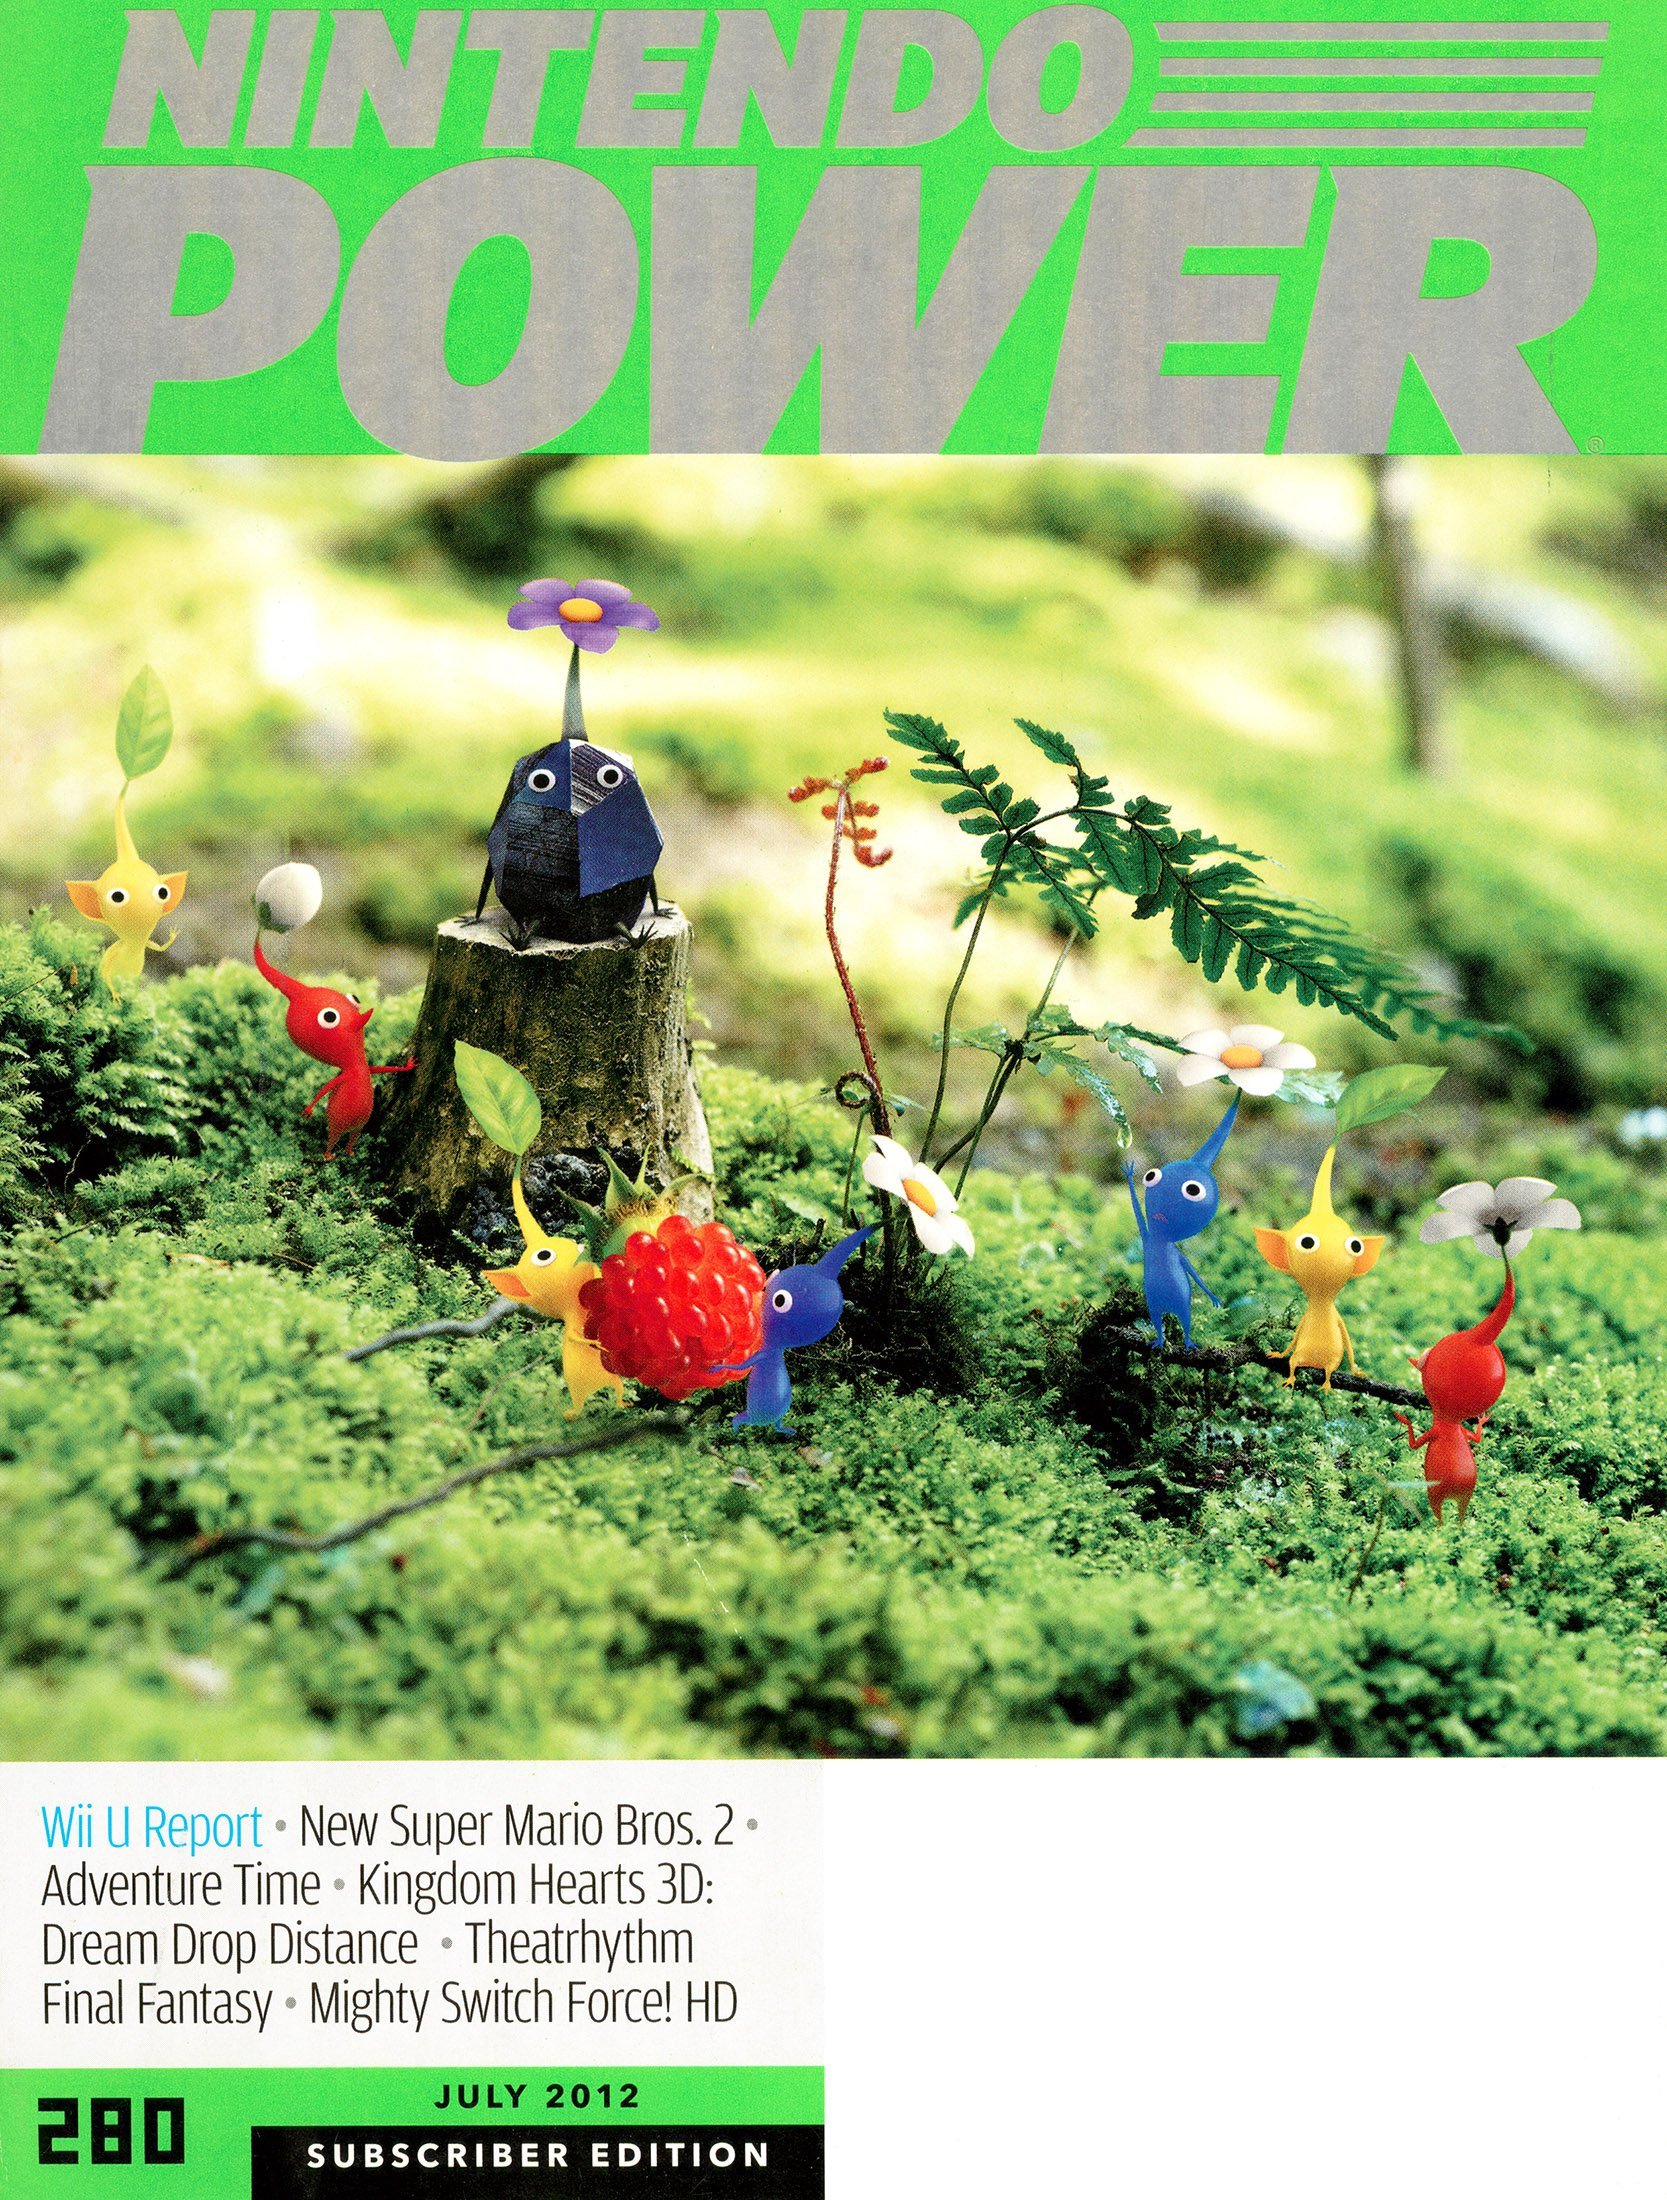 NINTENDO
POWER
®
Wii U Report • New Super Mario Bros. 2 •
Adventure Time • Kingdom Hearts 3D:
Dream Drop Distance • Theatrhythm
Final Fantasy • Mighty Switch Force! HD
280
JULY 2012
SUBSCRIBER EDITION